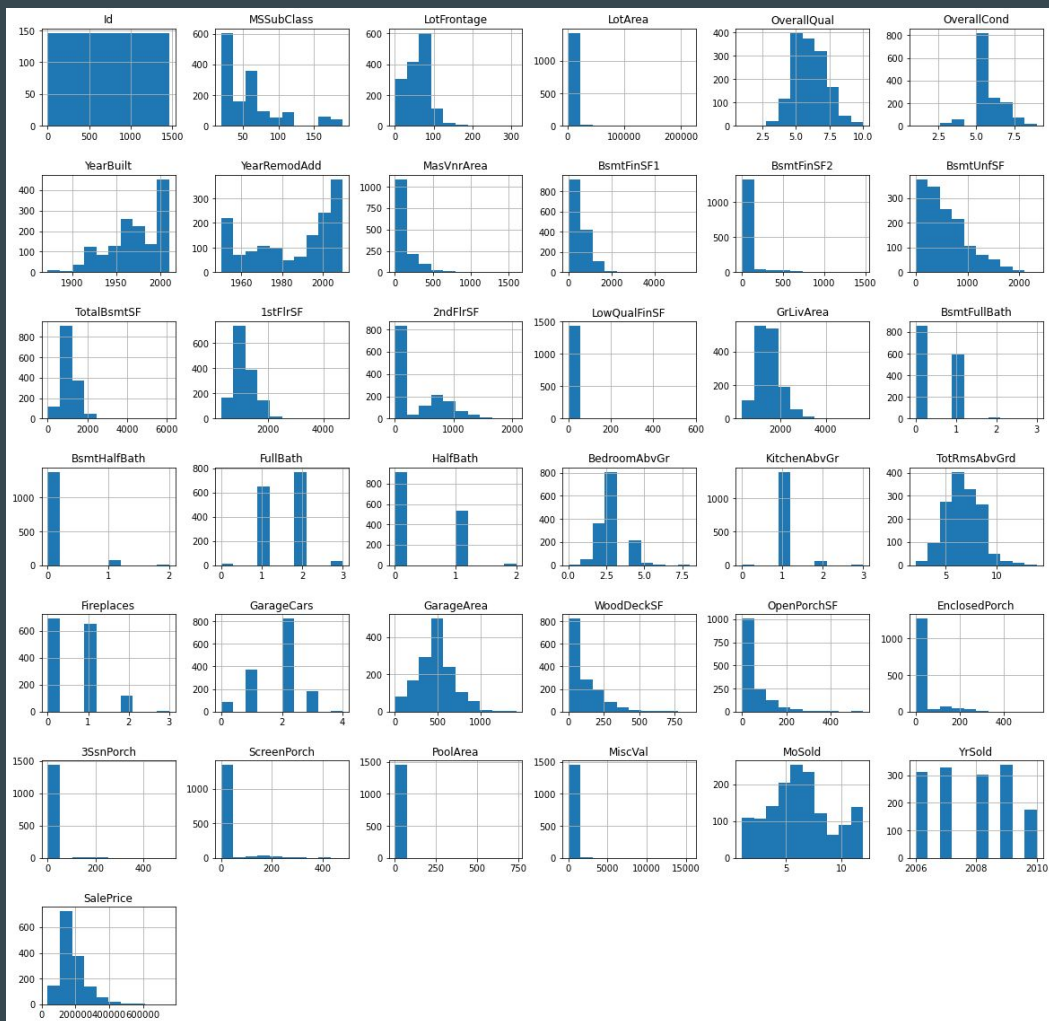 Id MSSubClass LotFrontage LotArea OverallQual OverallCond
150 600 600 400 800
100 400 400 1000 300 600
50 200 200 500 200 400
100 200
0 0 0 0 0 0
0 500 1000 1500 50 100 150 0 100 200 300 0 100000 200000 2.5 5.0 7.5 10.0 2.5 5.0 7.5
YearBuilt YearRemodAdd MasVnrArea BsmtFinSF1 BsmtFinSF2 BsmtUnfSF
400 300 1000 800 1000 300
300 800 600
200 200 600 400 500 200
100 100 400 200 100
200
0 0 0 0 0 0
1900 1950 2000 1960 1980 2000 0 500 1000 1500 0 2000 4000 0 500 1000 1500 0 1000 2000
TotalBsmtSF 1stFlrSF 2ndFlrSF LowQualFinSF GrLivArea BsmtFullBath
800 600 800 1500 400 800
600 400 600 1000 600
400 400 200 400
200 200 200 500 200
0 0 0 0 0 0
0 2000 4000 6000 2000 4000 0 1000 2000 0 200 400 600 2000 4000 0 1 2 3
BsmtHalfBath FullBath HalfBath BedroomAbvGr KitchenAbvGr TotRmsAbvGrd
1000 800 800 800 1000 400
600 600 600 300
500 400 400 400 500 200
200 200 200 100
0 0 0 0 0 0
0 1 2 0 1 2 3 0 1 2 0.0 2.5 5.0 7.5 0 1 2 3 5 10
Fireplaces GarageCars GarageArea WoodDeckSF OpenPorchSF EnclosedPorch
600 800 400 800 1000 1000
400 600 600 750
400 200 400 500 500
200 200 200 250
0 0 0 0 0 0
0 1 2 3 0 2 4 0 500 1000 0 250 500 750 0 200 400 0 200 400
3SsnPorch ScreenPorch PoolArea MiscVal MoSold YrSold
1500 1500 1500 300
1000 1000 1000 1000 200 200
500 500 500 500 100 100
0 0 0 0 0 0
0 200 400 0 200 400 0 250 500 750 0 5000 10000 15000 5 10 2006 2008 2010
SalePrice
600
400
200
0
0 200000 400000 600000